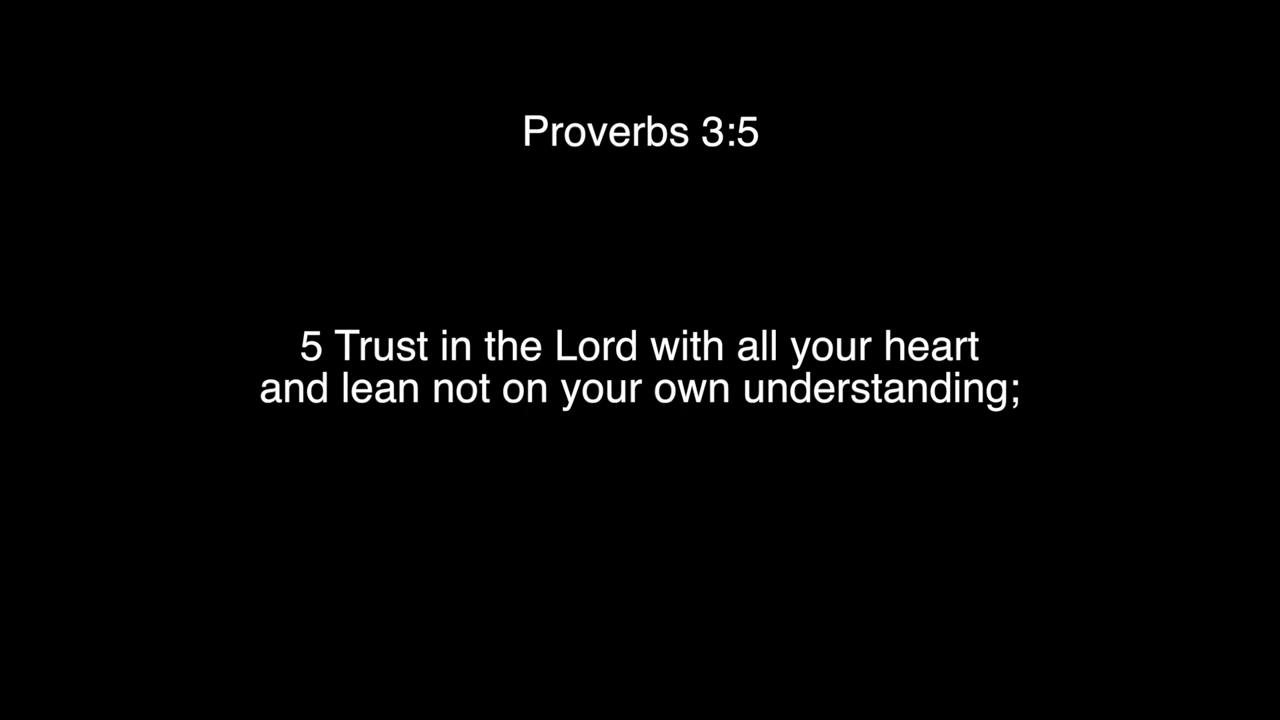 Proverbs 3:5
5 Trust in the Lord with all your heart
and lean not on your own understanding;